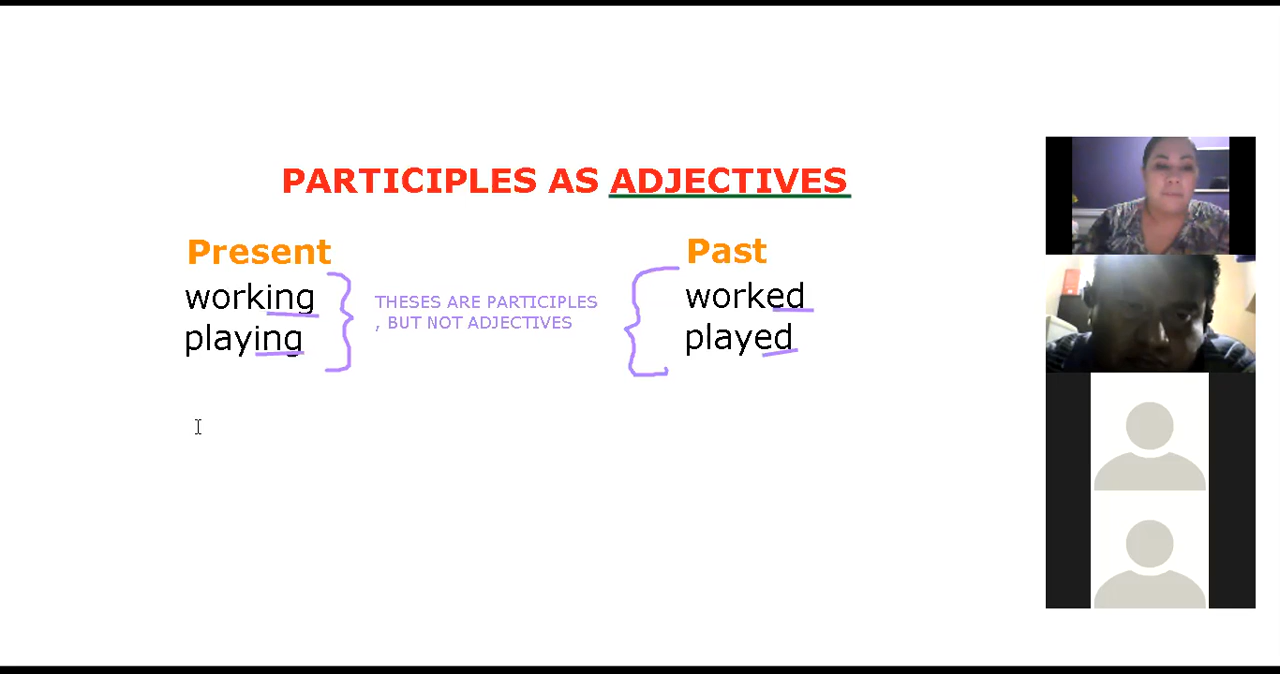 PARTICIPLES AS ADJECTIVES
Present
working
playing
THESES ARE PARTICIPLES
, BUT NOT ADJECTIVES
Past
worked
played